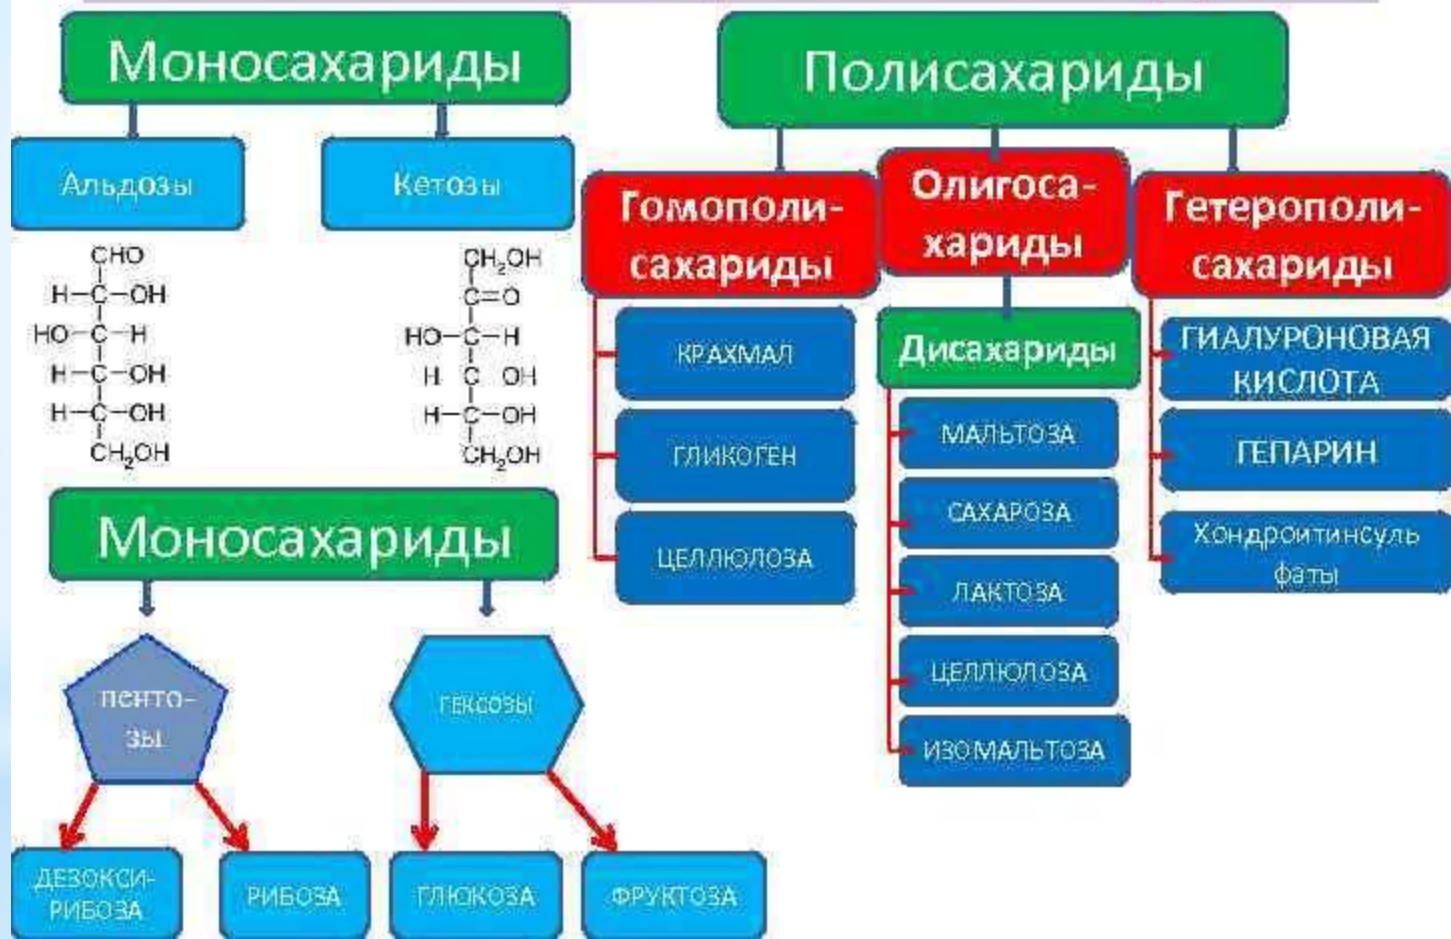 Моносахариды
Альдозы
Кетозы
CHO
H–C–OH
HO–C–H
H–C–OH
H–C–OH
CH₂OH
CH₂OH
C=O
HO–C–H
H C OH
H–C–OH
CH₂OH
Моносахариды
пенто-
зы
ГЕКСОЗЫ
ДЕЗОКСИ-
РИБОЗА
РИБОЗА
ГЛЮКОЗА
ФРУКТОЗА
Полисахариды
Гомополи-
сахариды
КРАХМАЛ
ГЛИКОГЕН
ЦЕЛЛЮЛОЗА
Олигоса-
хариды
Дисахариды
МАЛЬТОЗА
САХАРОЗА
ЛАКТОЗА
ЦЕЛЛЮЛОЗА
ИЗОМАЛЬТОЗА
Гетерополи-
сахариды
ГИАЛУРОНОВАЯ
КИСЛОТА
ГЕПАРИН
Хондроитинсуль
фаты